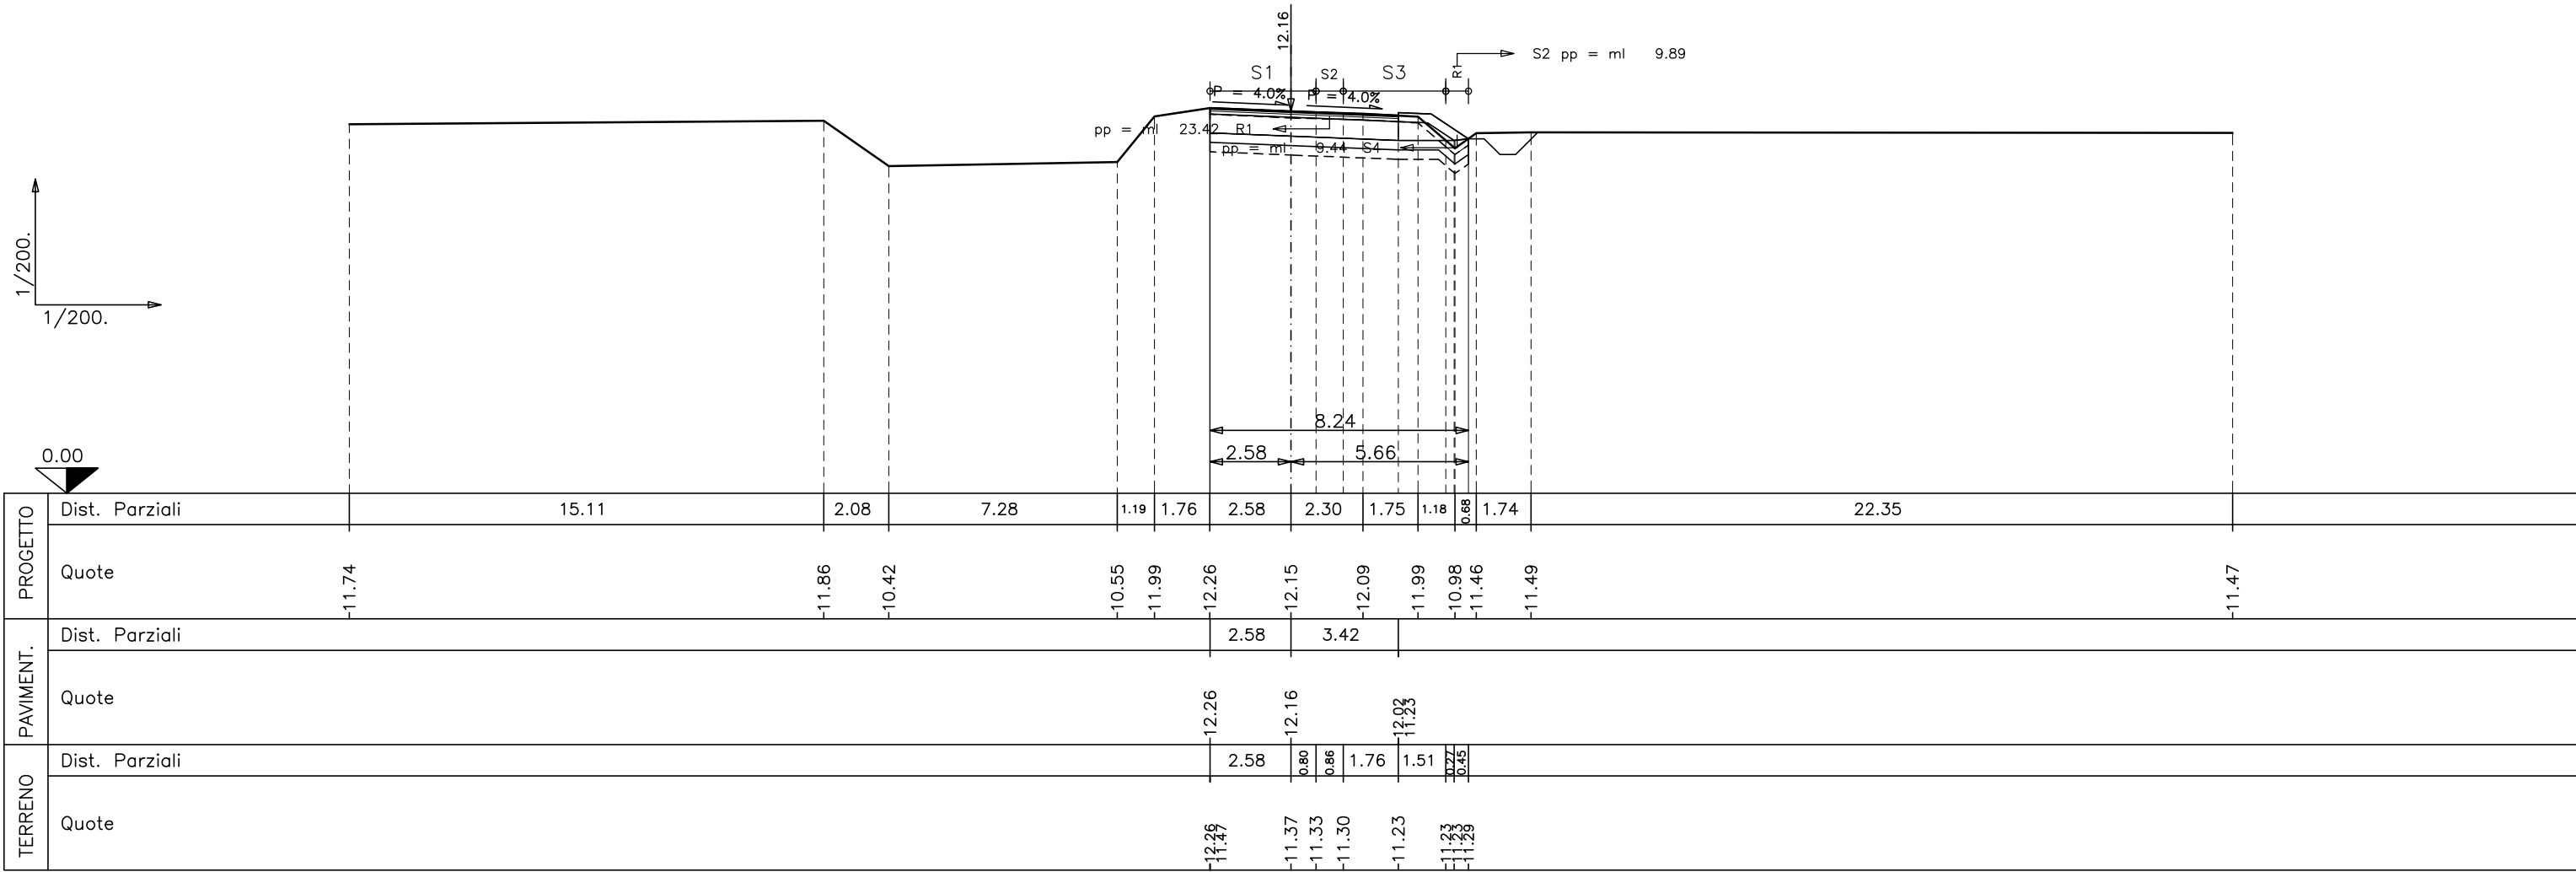 12.16
S2 pp = ml 9.89
S1 S2 S3 R1
P = 4.0% P = 4.0%
pp = ml 23.42 R1
pp = ml 9.44 S4
1/200.
1/200.
8.24
0.00
2.58 5.66
PROGETTO
Dist. Parziali 15.11 2.08 7.28 1.19 1.76 2.58 2.30 1.75 1.18 0.68 1.74 22.35
Quote 11.74 11.86 10.42 10.55 11.99 12.26 12.15 12.09 11.99 10.98 11.46 11.49 11.47
PAVIMENT.
Dist. Parziali 2.58 3.42
Quote 12.26 12.16 12.02 11.23
TERRENO
Dist. Parziali 2.58 0.80 0.86 1.76 1.51 0.27 0.45
Quote 12.26 11.47 11.37 11.33 11.30 11.23 11.23 11.23 11.29